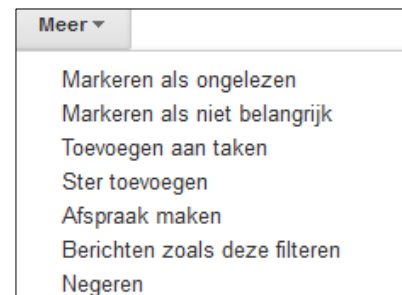 Meer
Markeren als ongelezen
Markeren als niet belangrijk
Toevoegen aan taken
Ster toevoegen
Afspraak maken
Berichten zoals deze filteren
Negeren